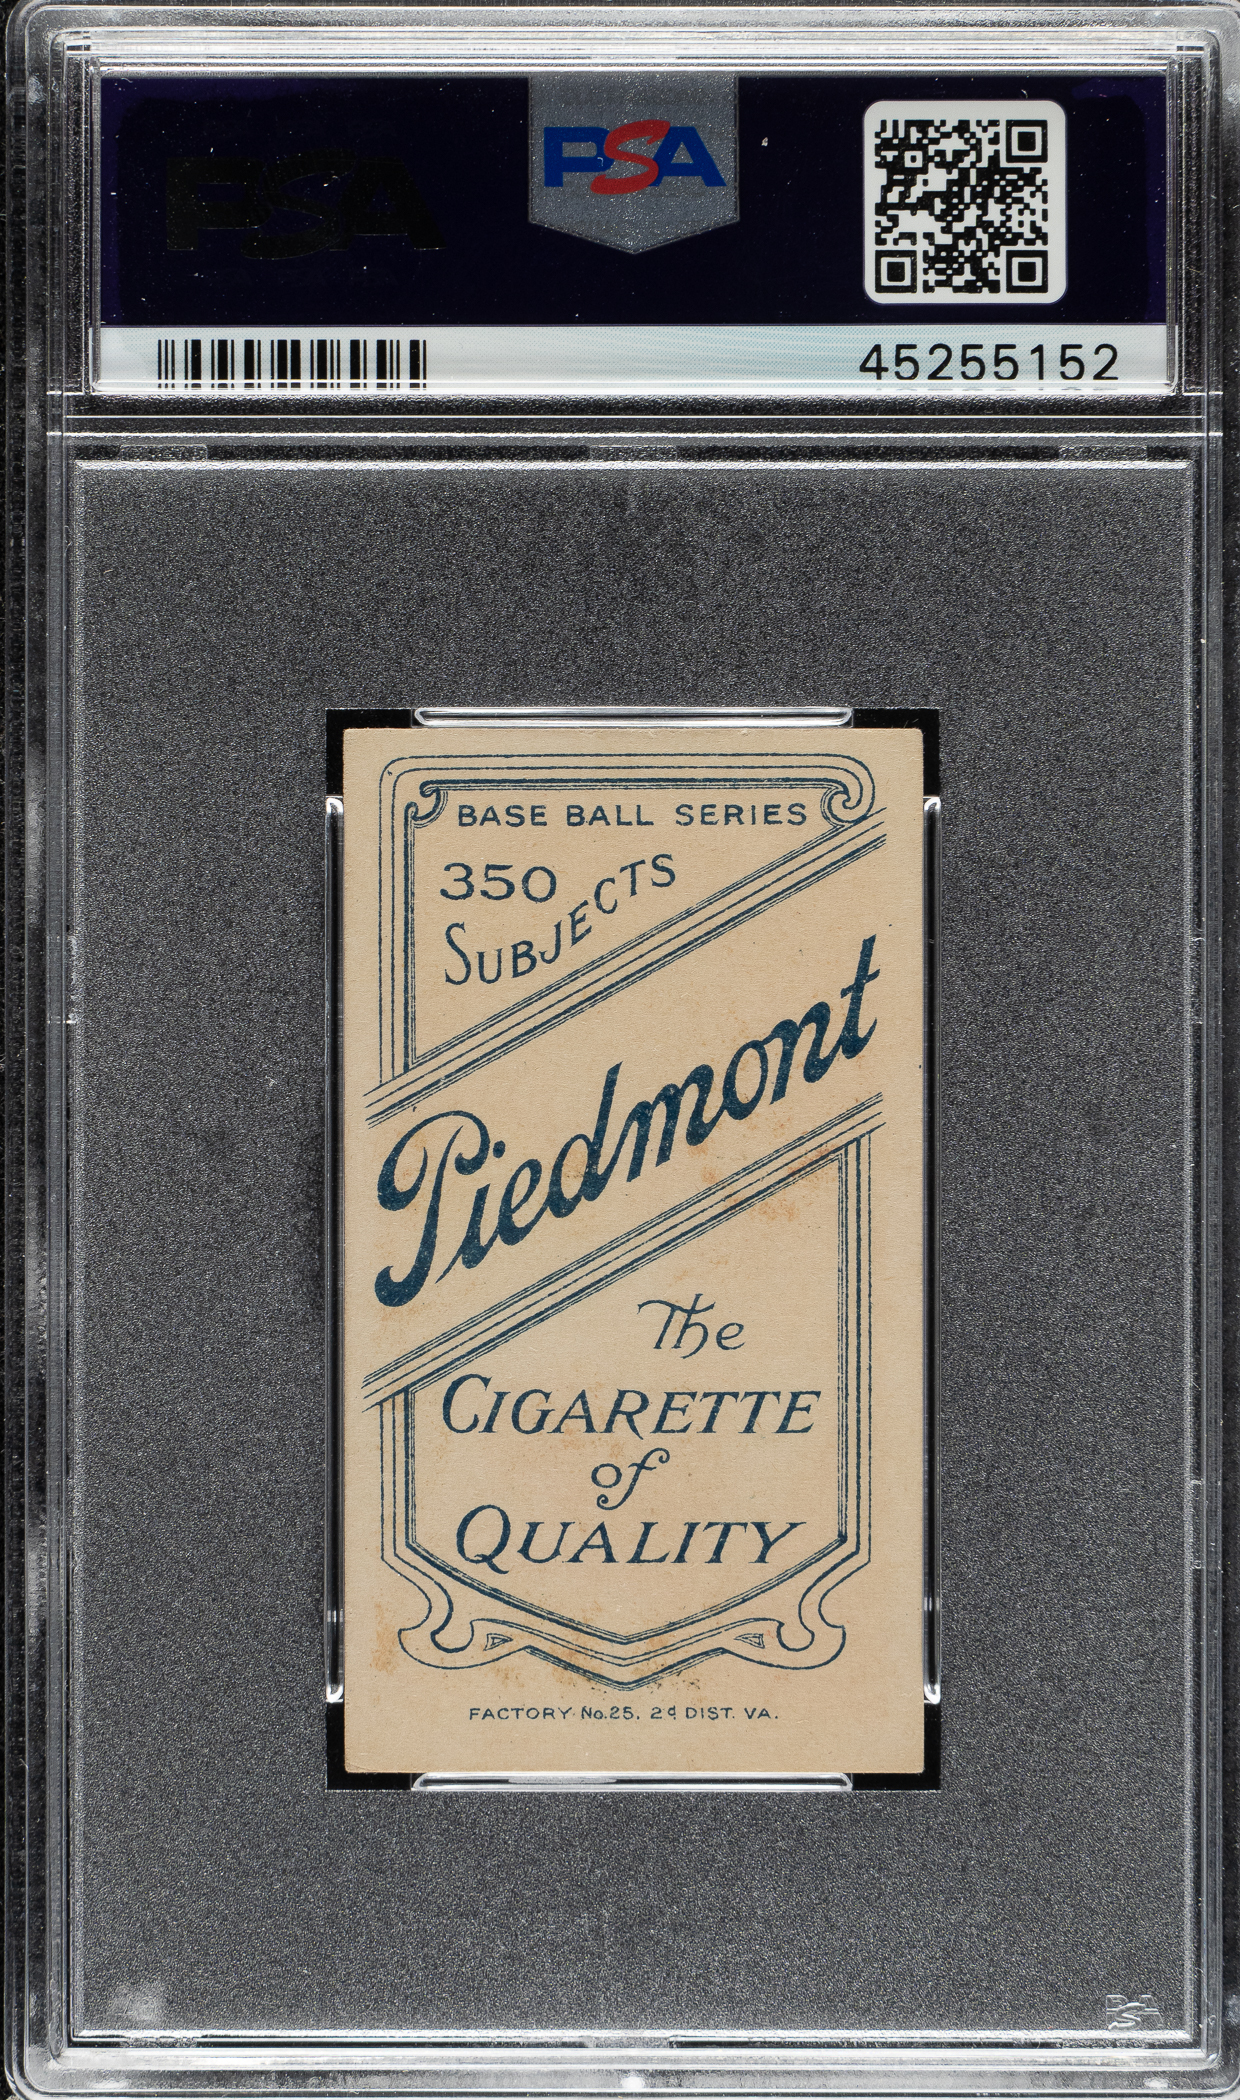 PSA
PSA
45255152
BASE BALL SERIES
350
SUBJECTS
Piedmont
The
CIGARETTE
of
QUALITY
FACTORY No.25. 2d DIST. VA.
PSA